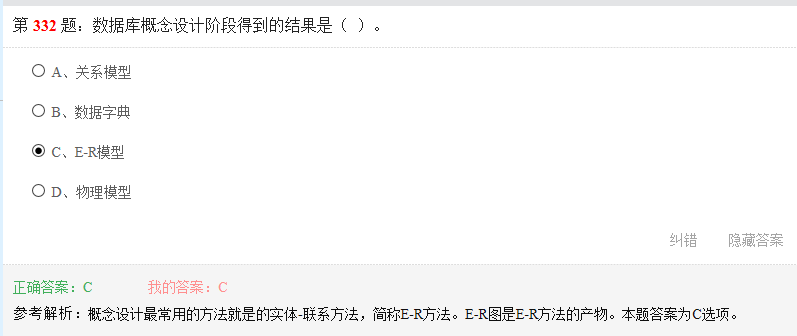 第 332 题：数据库概念设计阶段得到的结果是（ ）。
A、关系模型
B、数据字典
C、E-R模型
D、物理模型
纠错 隐藏答案
正确答案：C 我的答案：C
参考解析：概念设计最常用的方法就是的实体-联系方法，简称E-R方法。E-R图是E-R方法的产物。本题答案为C选项。